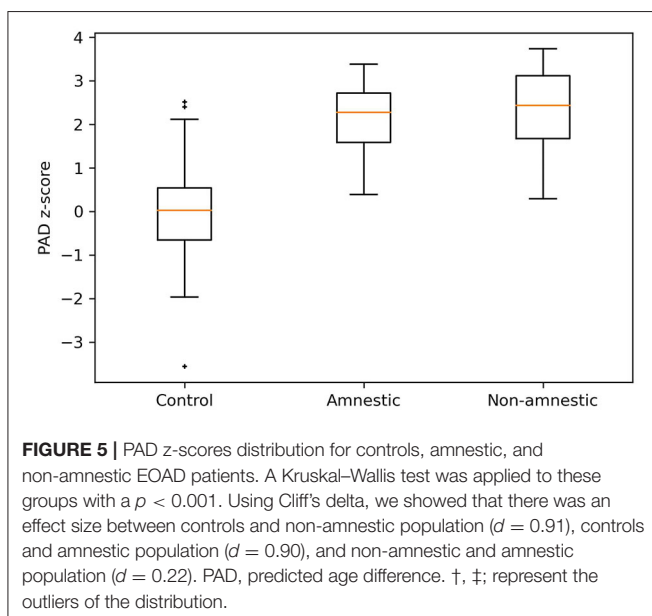 4
3
2
1
0
−1
−2
−3
PAD z-score
Control Amnestic Non-amnestic
FIGURE 5 | PAD z-scores distribution for controls, amnestic, and
non-amnestic EOAD patients. A Kruskal–Wallis test was applied to these
groups with a p < 0.001. Using Cliff's delta, we showed that there was an
effect size between controls and non-amnestic population (d = 0.91), controls
and amnestic population (d = 0.90), and non-amnestic and amnestic
population (d = 0.22). PAD, predicted age difference. †, ‡; represent the
outliers of the distribution.